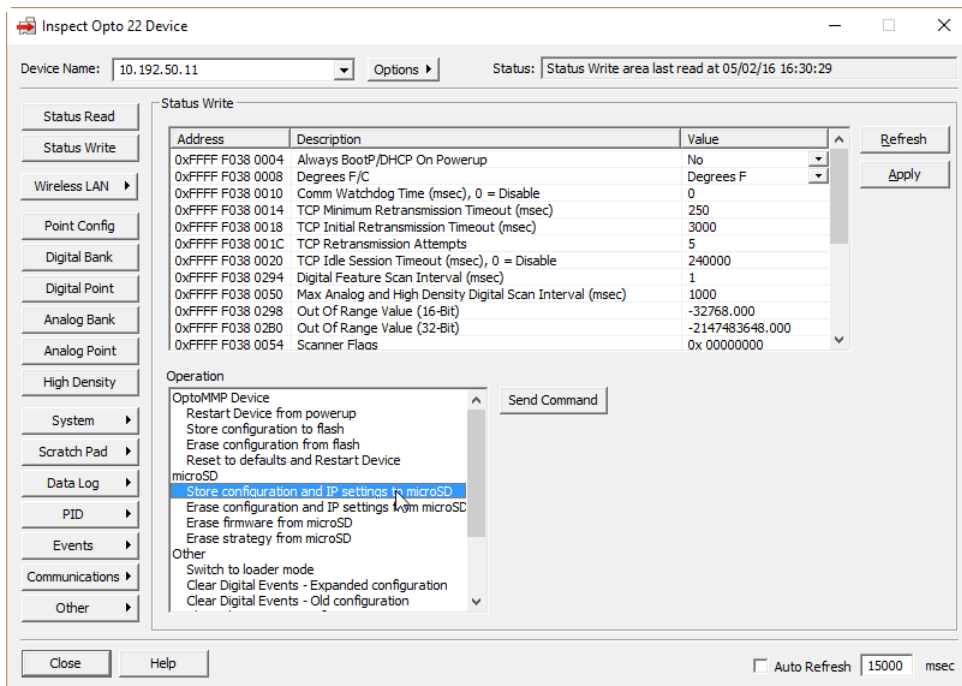 Inspect Opto 22 Device
Device Name: 10.192.50.11 Options Status: Status Write area last read at 05/02/16 16:30:29
Status Read
Status Write
Wireless LAN
Point Config
Digital Bank
Digital Point
Analog Bank
Analog Point
High Density
System
Scratch Pad
Data Log
PID
Events
Communications
Other
Status Write
Address Description Value
0xFFFF F038 0004 Always BootP/DHCP On Powerup No
0xFFFF F038 0008 Degrees F/C Degrees F
0xFFFF F038 0010 Comm Watchdog Time (msec), 0 = Disable 0
0xFFFF F038 0014 TCP Minimum Retransmission Timeout (msec) 250
0xFFFF F038 0018 TCP Initial Retransmission Timeout (msec) 3000
0xFFFF F038 001C TCP Retransmission Attempts 5
0xFFFF F038 0020 TCP Idle Session Timeout (msec), 0 = Disable 240000
0xFFFF F038 0294 Digital Feature Scan Interval (msec) 1
0xFFFF F038 0050 Max Analog and High Density Digital Scan Interval (msec) 1000
0xFFFF F038 0298 Out Of Range Value (16-Bit) -32768.000
0xFFFF F038 02B0 Out Of Range Value (32-Bit) -2147483648.000
0xFFFF F038 0054 Scanner Flags 0x 00000000
Refresh
Apply
Operation
OptoMMP Device
Restart Device from powerup
Store configuration to flash
Erase configuration from flash
Reset to defaults and Restart Device
microSD
Store configuration and IP settings to microSD
Erase configuration and IP settings from microSD
Erase firmware from microSD
Erase strategy from microSD
Other
Switch to loader mode
Clear Digital Events - Expanded configuration
Clear Digital Events - Old configuration
Send Command
Close Help Auto Refresh 15000 msec